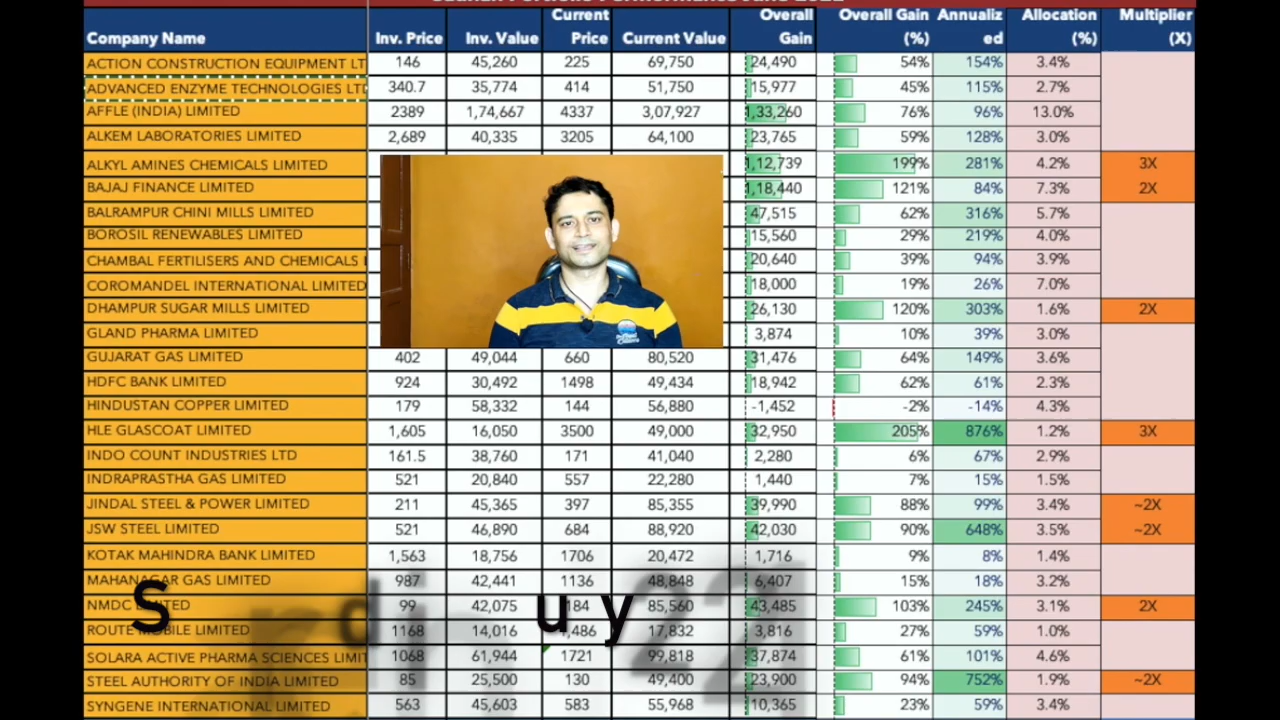 Current Overall Overall Gain Annualiz Allocation Multiplier
Company Name Inv. Price Inv. Value Price Current Value Gain (%) ed (%) (X)
ACTION CONSTRUCTION EQUIPMENT LT 146 45,260 225 69,750 24,490 54% 154% 3.4%
ADVANCED ENZYME TECHNOLOGIES LTD 340.7 35,774 414 51,750 15,977 45% 115% 2.7%
AFFLE (INDIA) LIMITED 2389 1,74,667 4337 3,07,927 1,33,260 76% 96% 13.0%
ALKEM LABORATORIES LIMITED 2,689 40,335 3205 64,100 23,765 59% 128% 3.0%
ALKYL AMINES CHEMICALS LIMITED 1,12,739 199% 281% 4.2% 3X
BAJAJ FINANCE LIMITED 1,18,440 121% 84% 7.3% 2X
BALRAMPUR CHINI MILLS LIMITED 47,515 62% 316% 5.7%
BOROSIL RENEWABLES LIMITED 15,560 29% 219% 4.0%
CHAMBAL FERTILISERS AND CHEMICALS 20,640 39% 94% 3.9%
COROMANDEL INTERNATIONAL LIMITED 18,000 19% 26% 7.0%
DHAMPUR SUGAR MILLS LIMITED 26,130 120% 303% 1.6% 2X
GLAND PHARMA LIMITED 3,874 10% 39% 3.0%
GUJARAT GAS LIMITED 402 49,044 660 80,520 31,476 64% 149% 3.6%
HDFC BANK LIMITED 924 30,492 1498 49,434 18,942 62% 61% 2.3%
HINDUSTAN COPPER LIMITED 179 58,332 144 56,880 -1,452 -2% -14% 4.3%
HLE GLASCOAT LIMITED 1,605 16,050 3500 49,000 32,950 205% 876% 1.2% 3X
INDO COUNT INDUSTRIES LTD 161.5 38,760 171 41,040 2,280 6% 67% 2.9%
INDRAPRASTHA GAS LIMITED 521 20,840 557 22,280 1,440 7% 15% 1.5%
JINDAL STEEL & POWER LIMITED 211 45,365 397 85,355 39,990 88% 99% 3.4% ~2X
JSW STEEL LIMITED 521 46,890 684 88,920 42,030 90% 648% 3.5% ~2X
KOTAK MAHINDRA BANK LIMITED 1,563 18,756 1706 20,472 1,716 9% 8% 1.4%
MAHANAGAR GAS LIMITED 987 42,441 1136 48,848 6,407 15% 18% 3.2%
NMDC LIMITED 99 42,075 184 85,560 43,485 103% 245% 3.1% 2X
S u y
ROUTE MOBILE LIMITED 1168 14,016 1,486 17,832 3,816 27% 59% 1.0%
SOLARA ACTIVE PHARMA SCIENCES LIMIT 1068 61,944 1721 99,818 37,874 61% 101% 4.6%
STEEL AUTHORITY OF INDIA LIMITED 85 25,500 130 49,400 23,900 94% 752% 1.9% ~2X
SYNGENE INTERNATIONAL LIMITED 563 45,603 583 55,968 10,365 23% 59% 3.4%